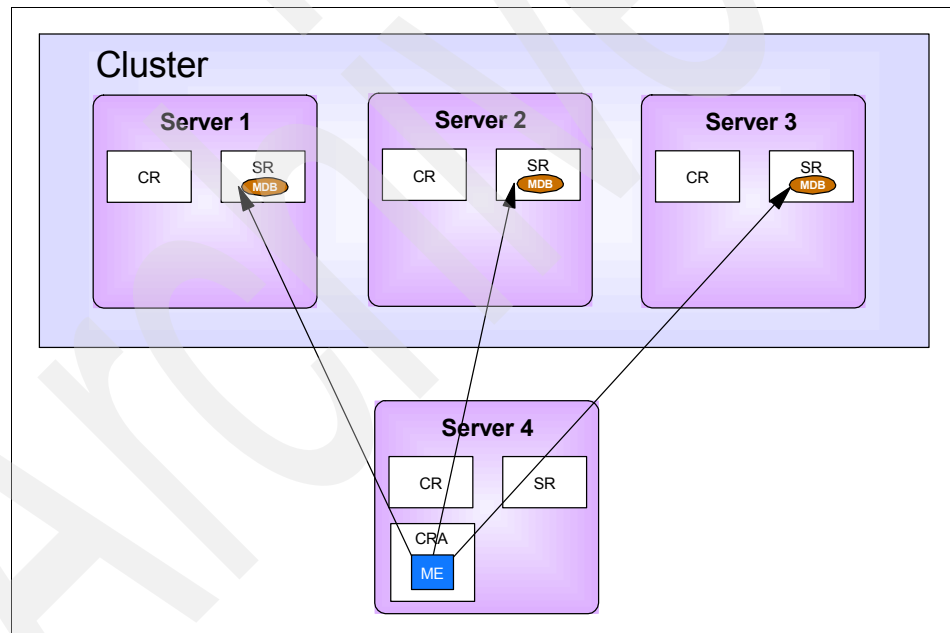 Cluster
Server 1
Server 2
Server 3
CR
SR
MDB
CR
SR
MDB
CR
SR
MDB
Server 4
CR
SR
CRA
ME